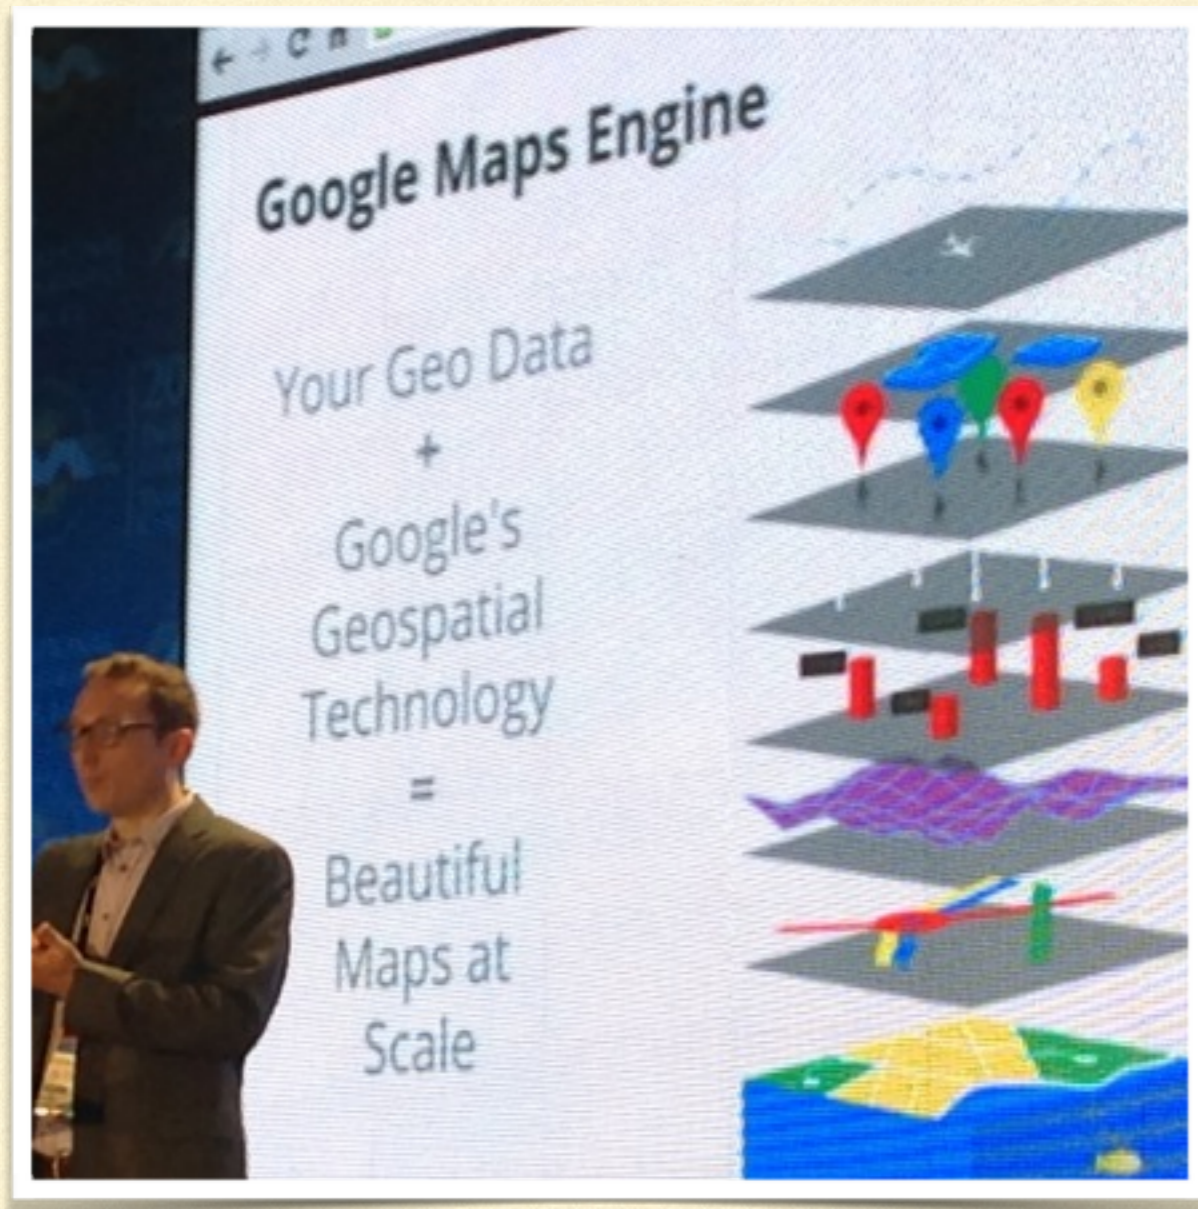 Google Maps Engine
Your Geo Data
+
Google's
Geospatial
Technology
=
Beautiful
Maps at
Scale